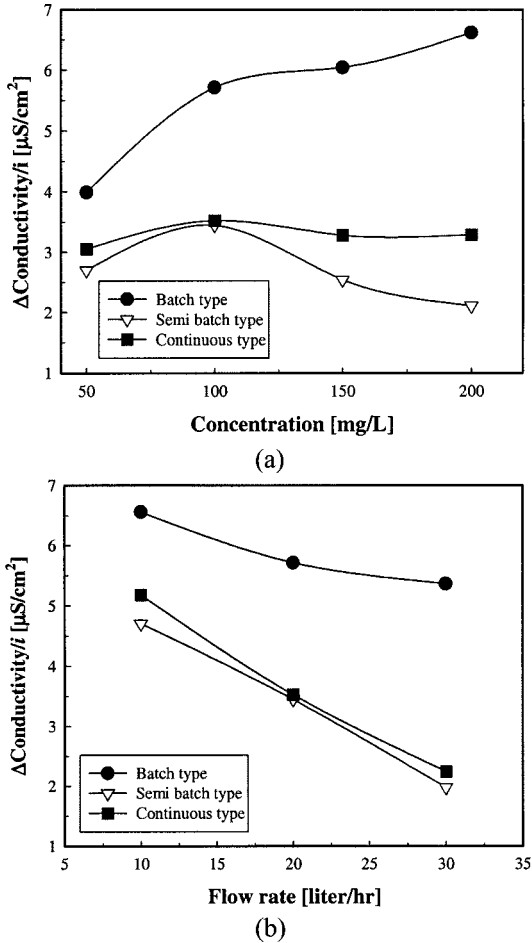 7
6
5
4
3
2
1
ΔConductivity/i [μS/cm²]
Batch type
Semi batch type
Continuous type
50 100 150 200
Concentration [mg/L]
(a)
7
6
5
4
3
2
1
ΔConductivity/i [μS/cm²]
Batch type
Semi batch type
Continuous type
5 10 15 20 25 30 35
Flow rate [liter/hr]
(b)